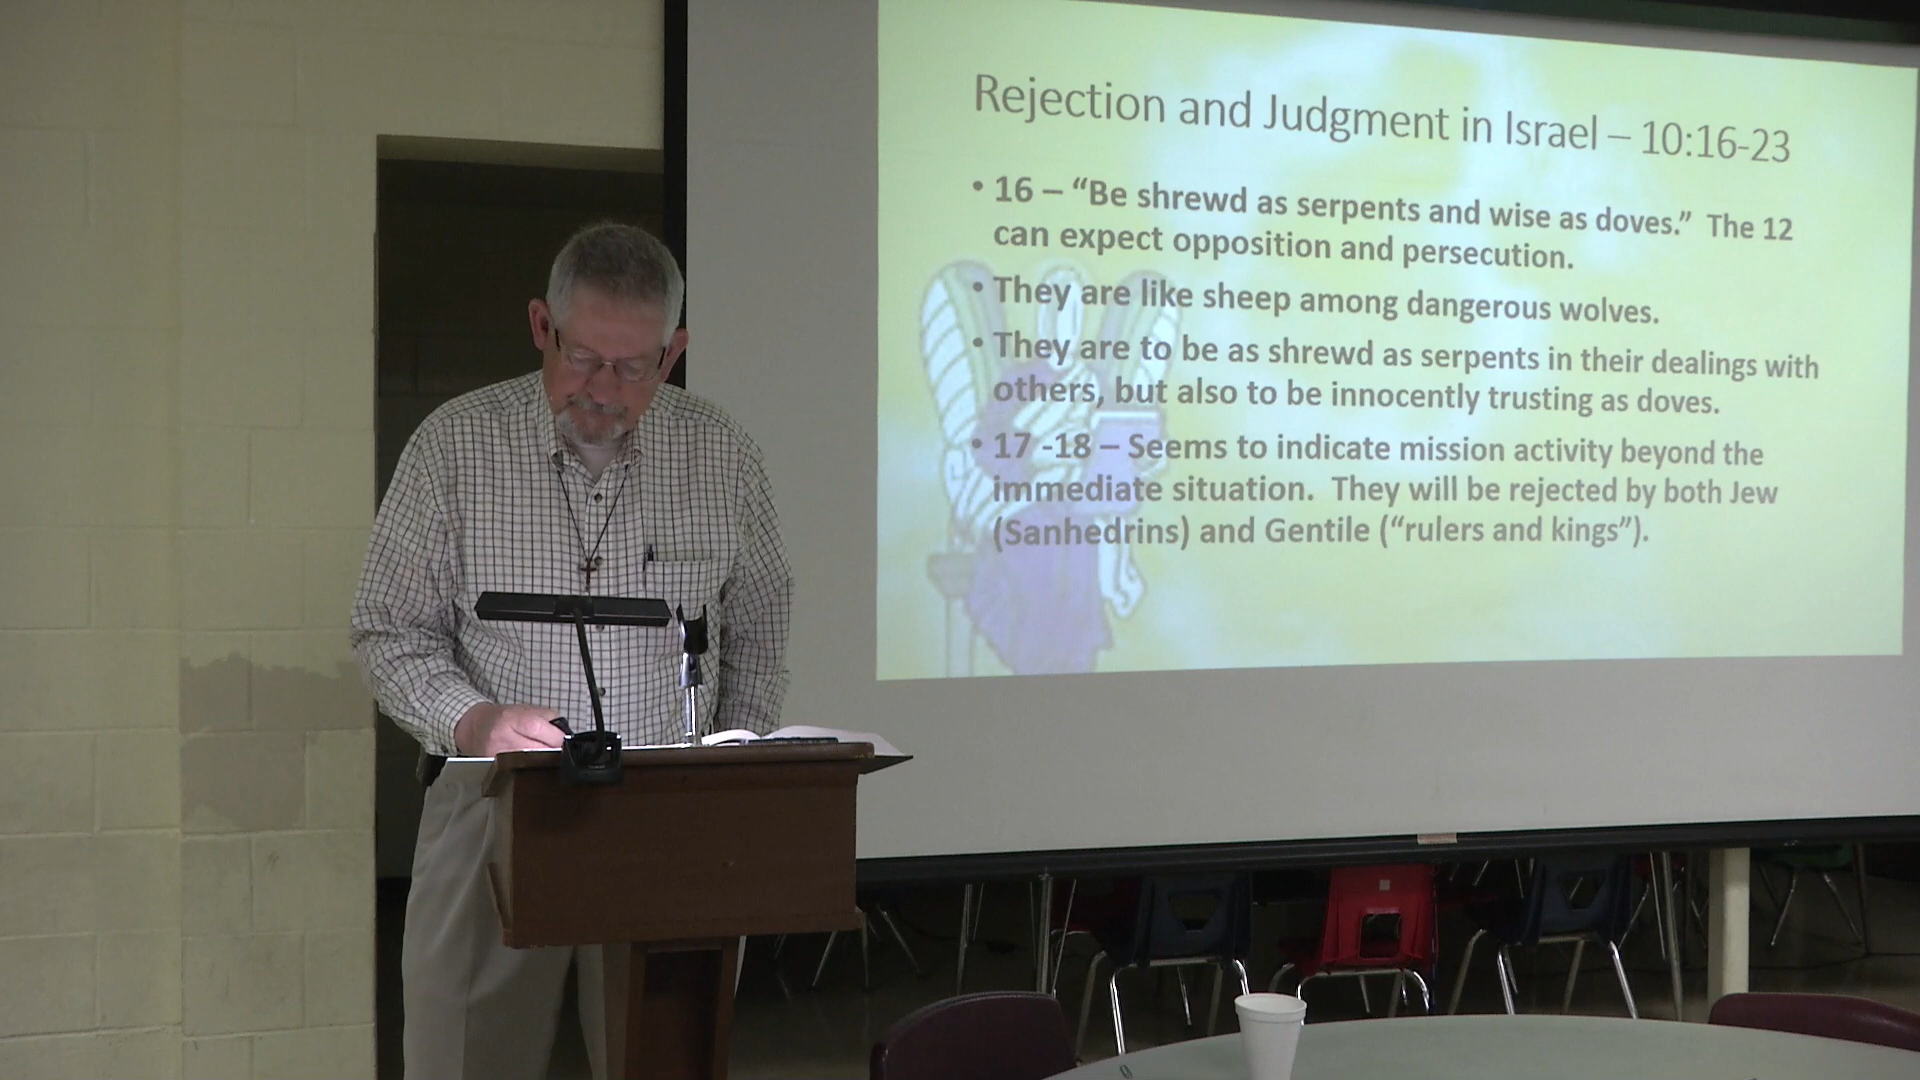 Rejection and Judgment in Israel – 10:16-23
• 16 – “Be shrewd as serpents and wise as doves.” The 12
can expect opposition and persecution.
• They are like sheep among dangerous wolves.
• They are to be as shrewd as serpents in their dealings with
others, but also to be innocently trusting as doves.
• 17 -18 – Seems to indicate mission activity beyond the
immediate situation. They will be rejected by both Jew
(Sanhedrins) and Gentile (“rulers and kings”).